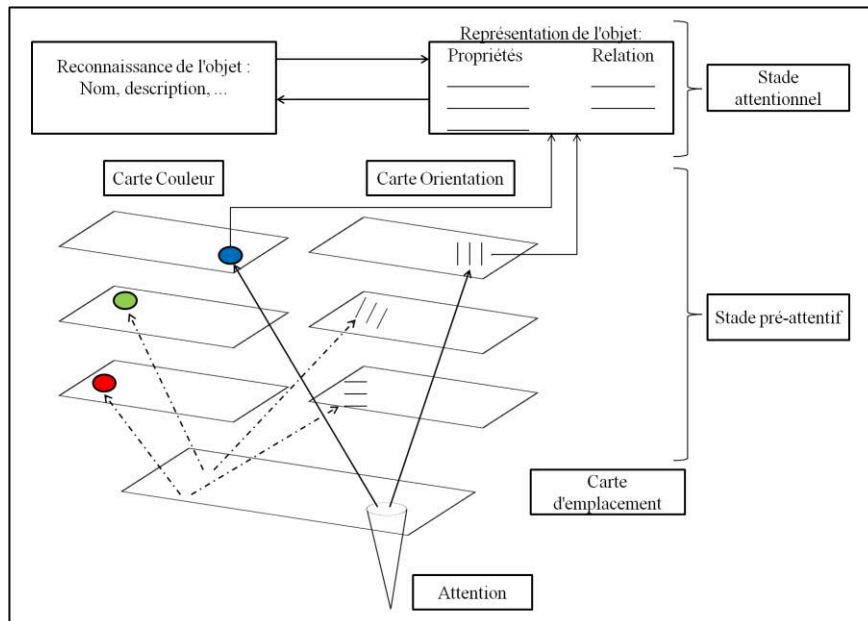 Reconnaissance de l'objet :
Nom, description, ...
Représentation de l'objet:
Propriétés Relation
Stade
attentionnel
Carte Couleur
Carte Orientation
Stade pré-attentif
Carte
d'emplacement
Attention